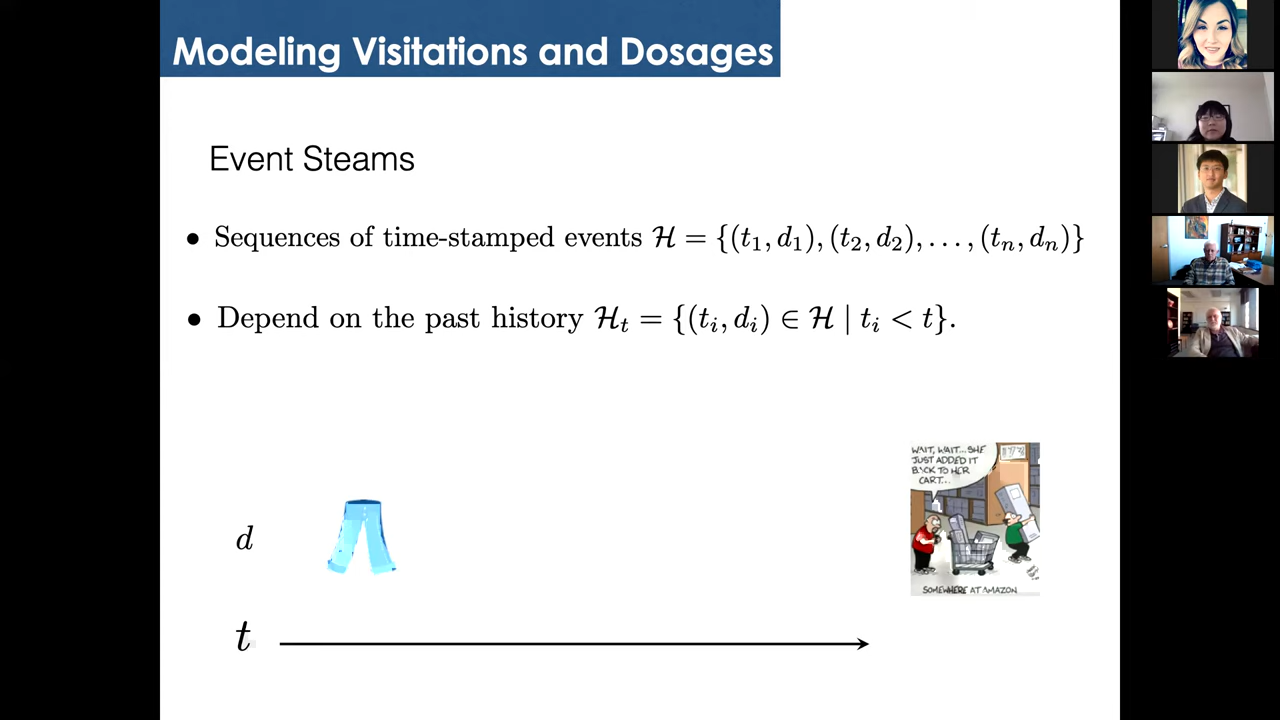 Modeling Visitations and Dosages
Event Steams
• Sequences of time-stamped events ℋ = {(t₁, d₁), (t₂, d₂), . . . , (tₙ, dₙ)}
• Depend on the past history ℋₜ = {(tᵢ, dᵢ) ∈ ℋ | tᵢ < t}.
WAIT, WAIT...SHE
JUST ADDED IT
BACK TO HER
CART...
d
SOMEWHERE AT AMAZON
t